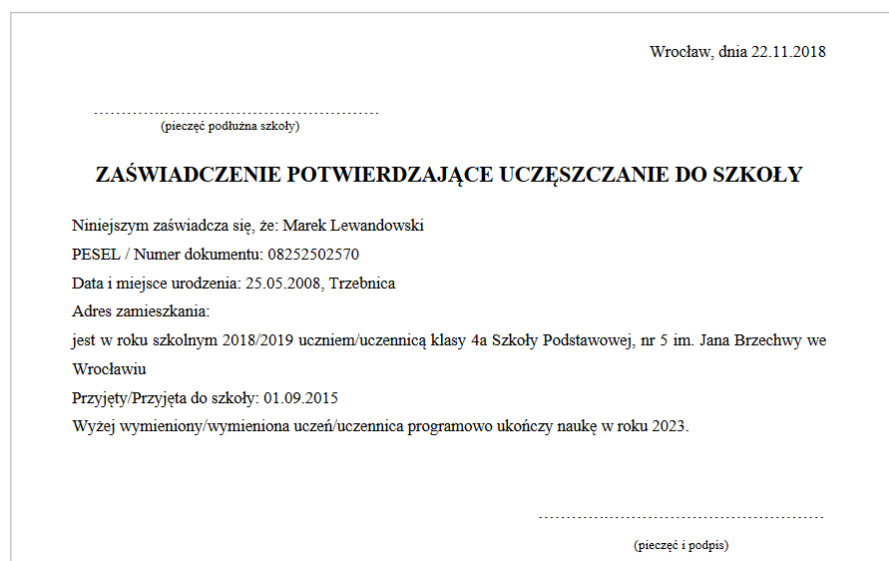 Wrocław, dnia 22.11.2018
(pieczęć podłużna szkoły)
ZAŚWIADCZENIE POTWIERDZAJĄCE UCZĘSZCZANIE DO SZKOŁY
Niniejszym zaświadcza się, że: Marek Lewandowski
PESEL / Numer dokumentu: 08252502570
Data i miejsce urodzenia: 25.05.2008, Trzebnica
Adres zamieszkania:
jest w roku szkolnym 2018/2019 uczniem/uczennicą klasy 4a Szkoły Podstawowej, nr 5 im. Jana Brzechwy we
Wrocławiu
Przyjęty/Przyjęta do szkoły: 01.09.2015
Wyżej wymieniony/wymieniona uczeń/uczennica programowo ukończy naukę w roku 2023.
(pieczęć i podpis)